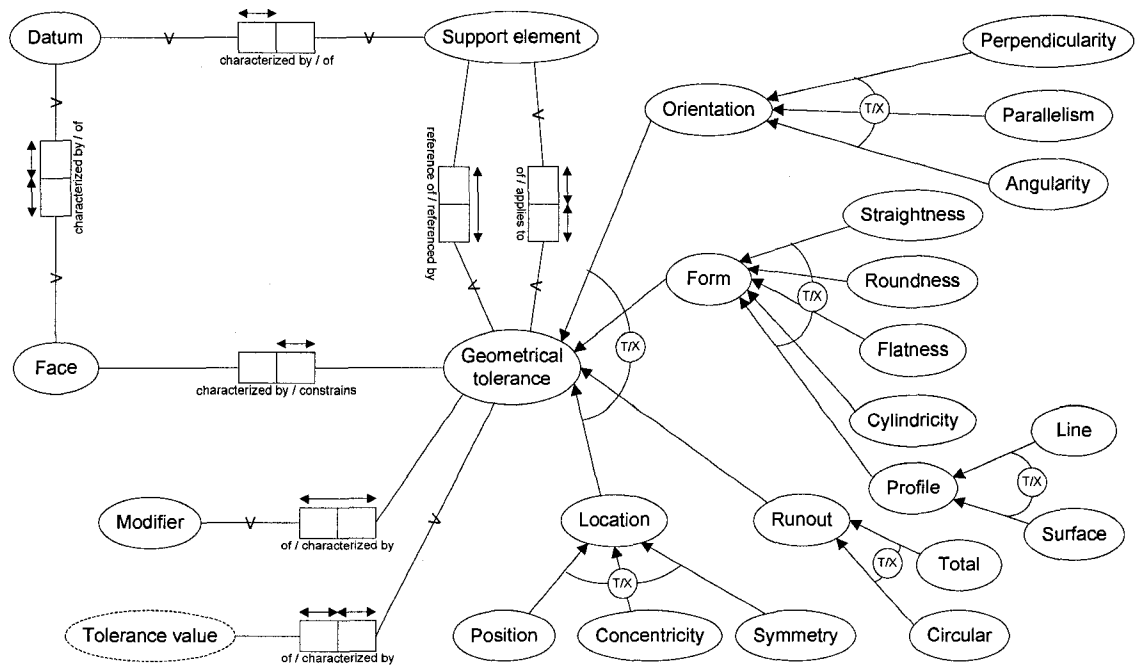 Datum
Support element
characterized by / of
Perpendicularity
Orientation
T/X
Parallelism
Angularity
characterized by / of
reference of / referenced by
of / applies to
Straightness
Form
T/X
Roundness
Flatness
Cylindricity
Face
characterized by / constrains
Geometrical
tolerance
T/X
Line
Profile
T/X
Surface
Modifier
of / characterized by
Location
Runout
T/X
Total
Tolerance value
of / characterized by
T/X
Position
Concentricity
Symmetry
Circular